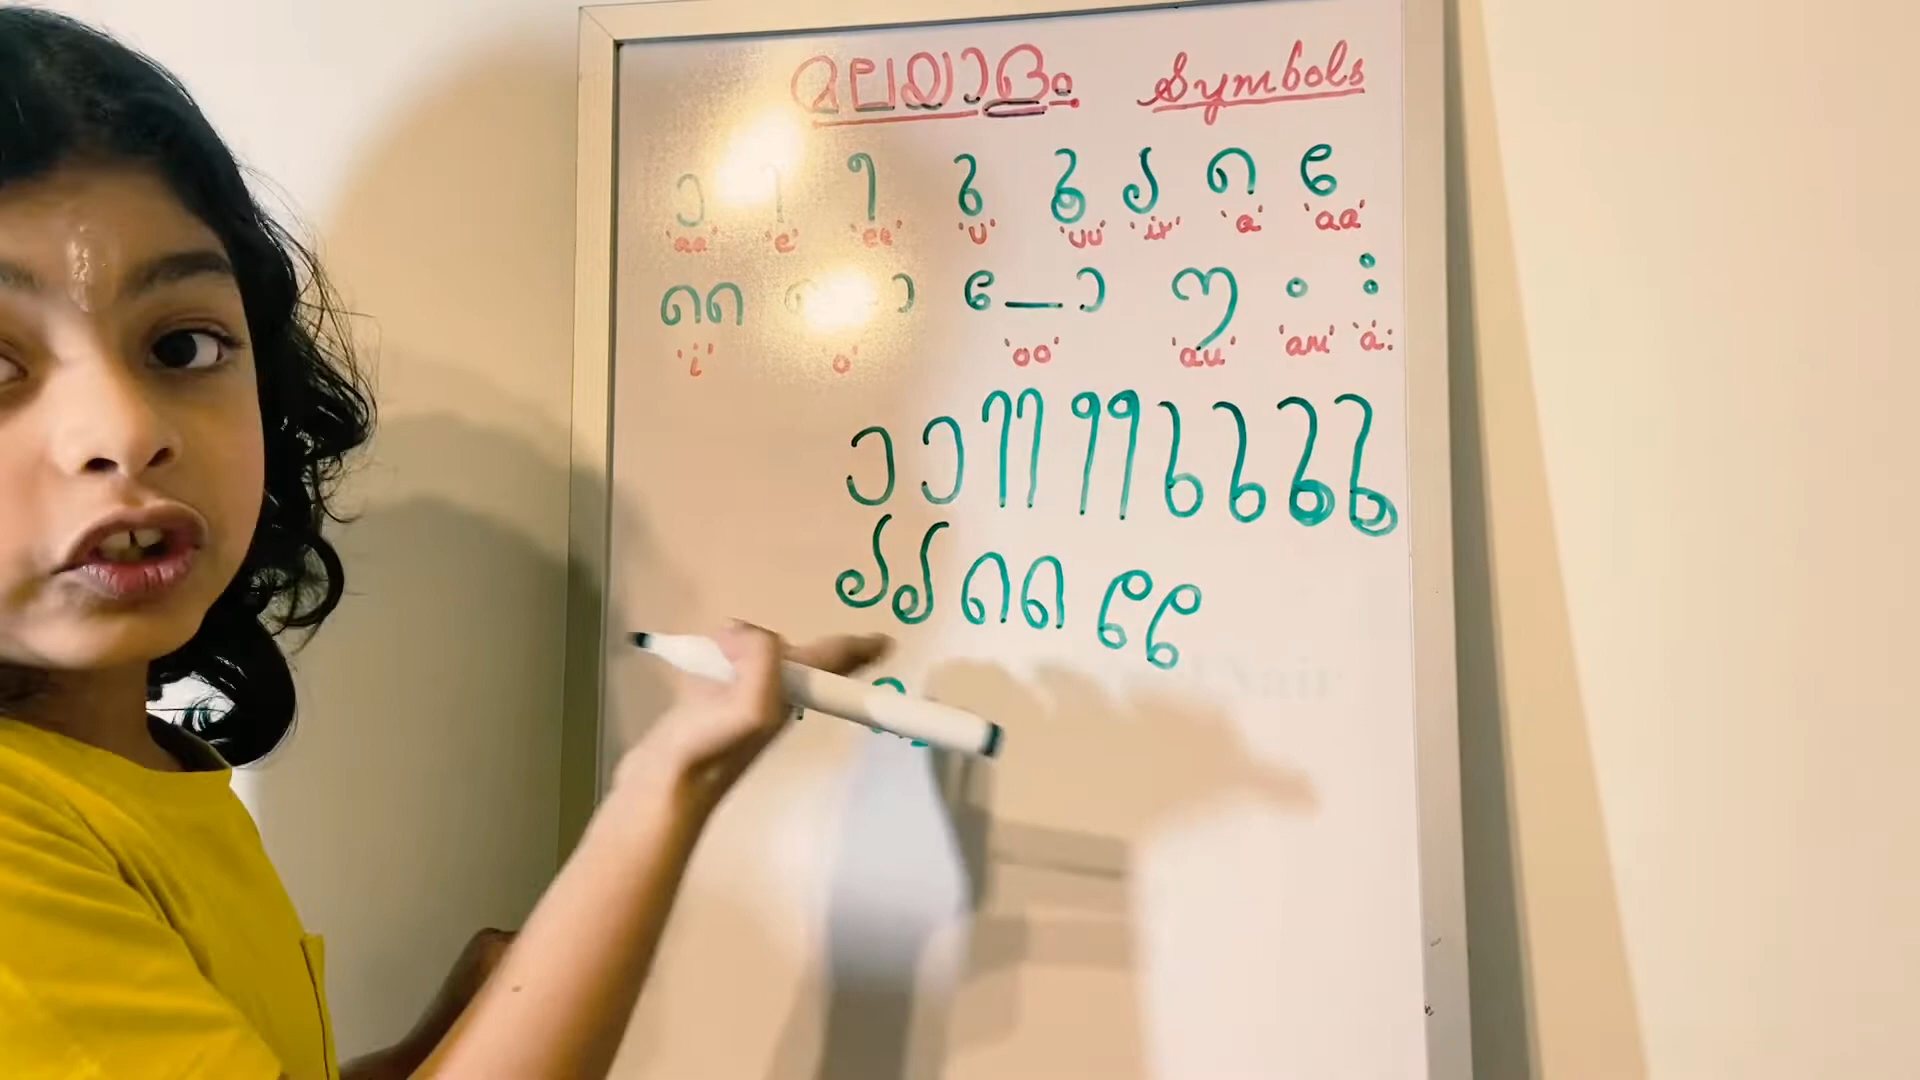 മലയാളം Symbols
ാ ി ീ ു ൂ ൃ െ േ
'aa' 'e' 'ee' 'u' 'uu' 'ir' 'a' 'aa'
ൈ െ ാ േ — ാ ൗ ം ഃ
'i' 'o' 'oo' 'au' 'am' 'a:
ാ ാ ി ി ീ ീ ു ു ൂ ൂ
ൃ ൃ െ െ േ േ